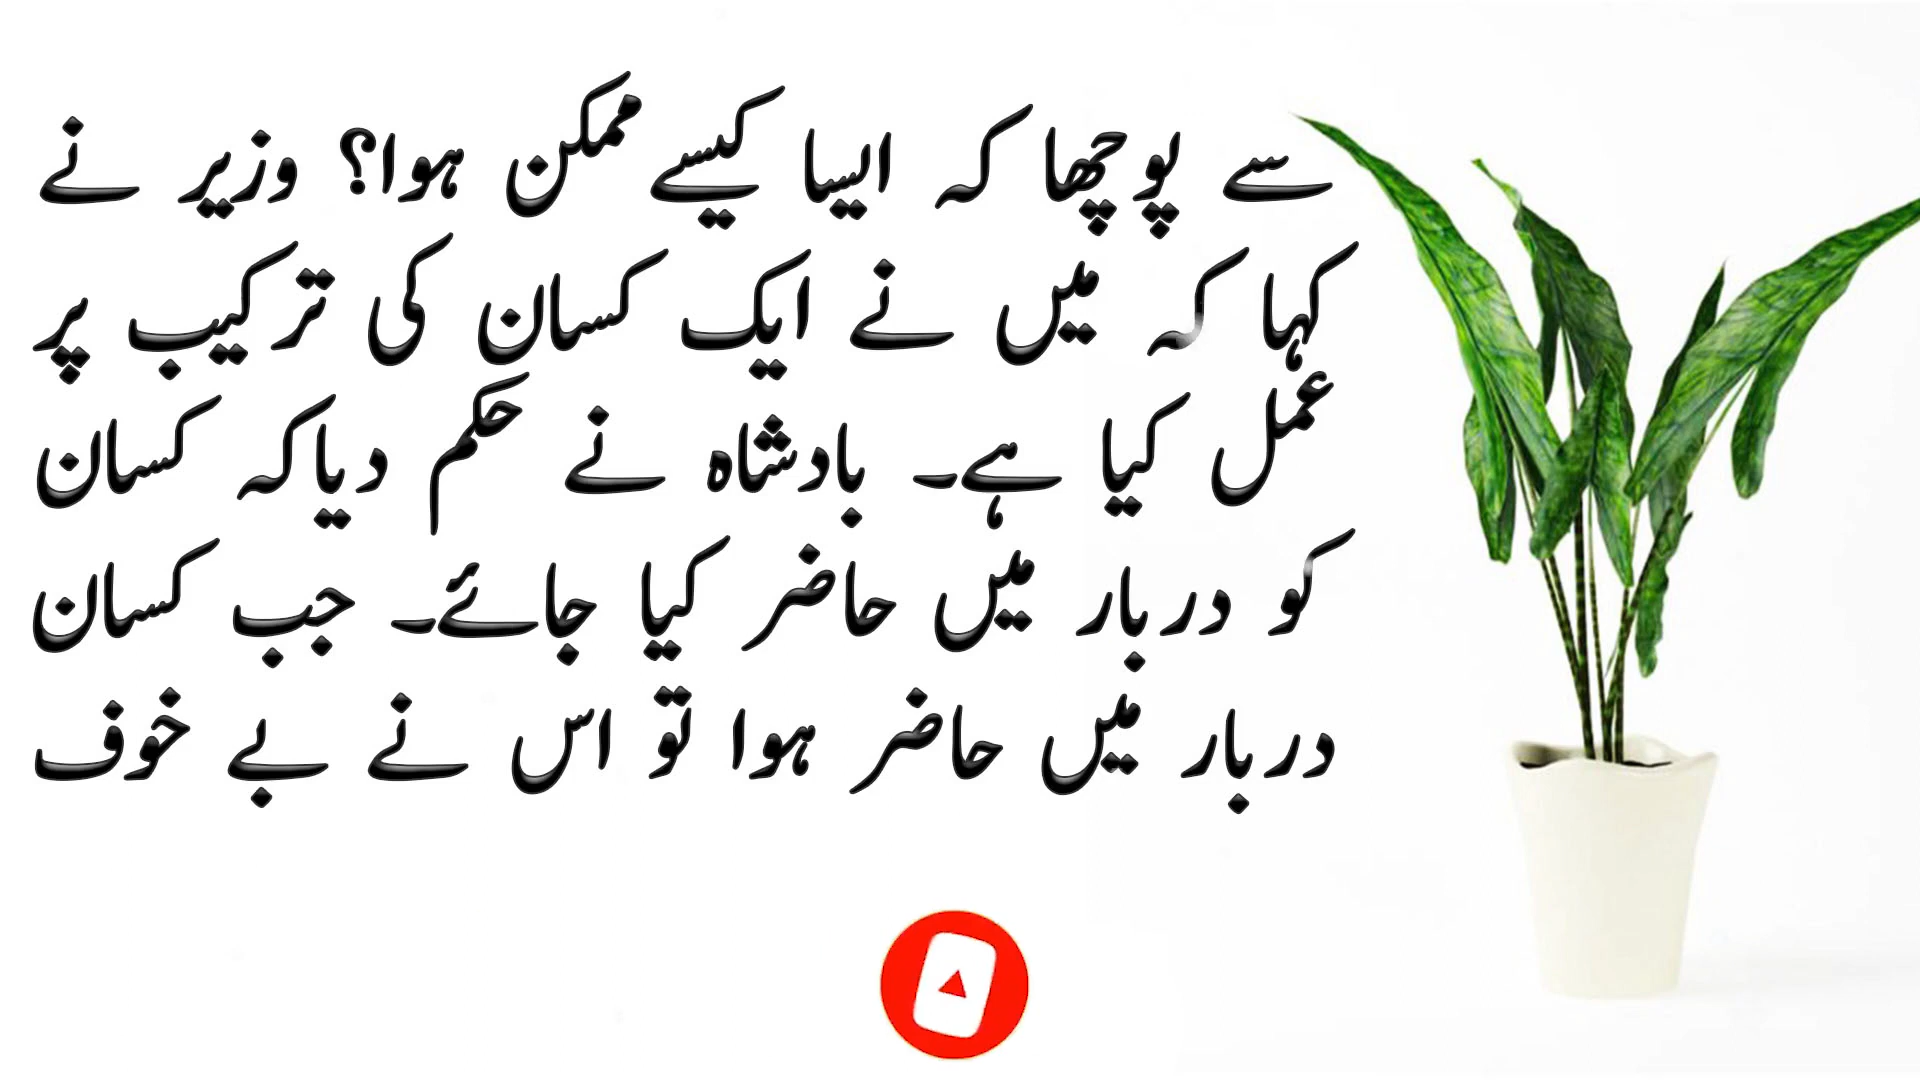 سے پوچھا کہ ایسا کیسے ممکن ہوا؟ وزیر نے
کہا کہ میں نے ایک کسان کی ترکیب پر
عمل کیا ہے۔ بادشاہ نے حکم دیا کہ کسان
کو دربار میں حاضر کیا جائے۔ جب کسان
دربار میں حاضر ہوا تو اس نے بے خوف